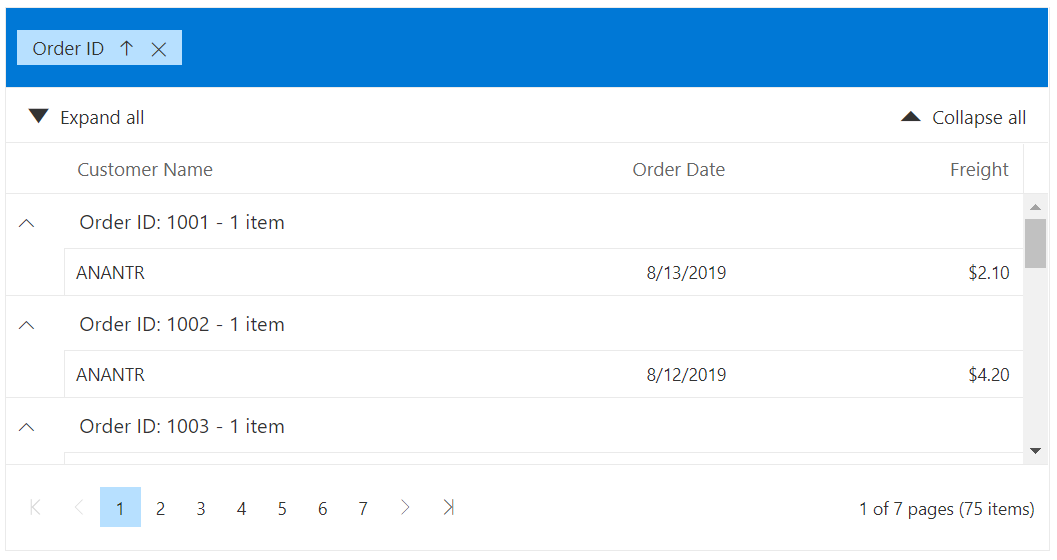 Order ID
Expand all Collapse all
Customer Name Order Date Freight
Order ID: 1001 - 1 item
ANANTR 8/13/2019 $2.10
Order ID: 1002 - 1 item
ANANTR 8/12/2019 $4.20
Order ID: 1003 - 1 item
1 2 3 4 5 6 7 1 of 7 pages (75 items)